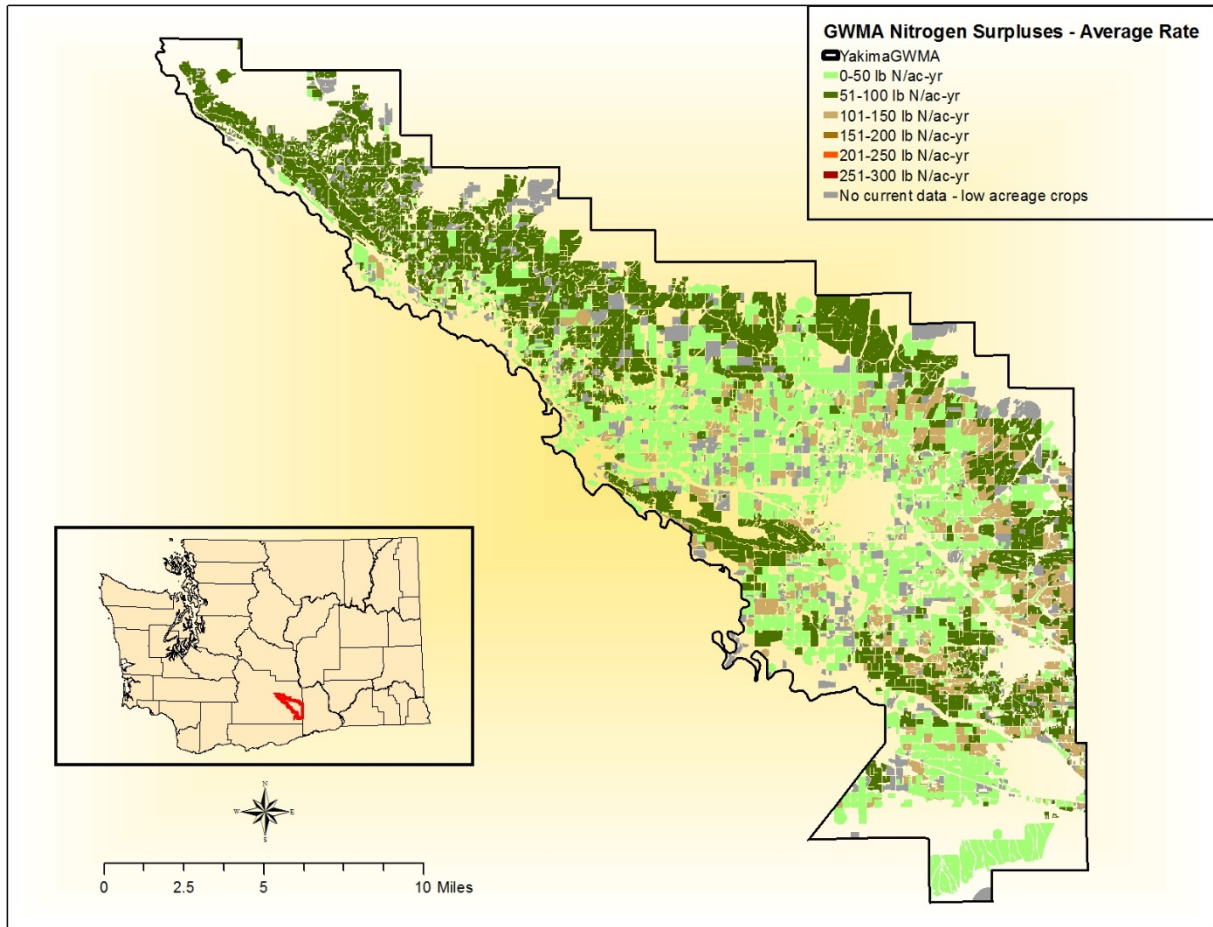 GWMA Nitrogen Surpluses - Average Rate
YakimaGWMA
0-50 lb N/ac-yr
51-100 lb N/ac-yr
101-150 lb N/ac-yr
151-200 lb N/ac-yr
201-250 lb N/ac-yr
251-300 lb N/ac-yr
No current data - low acreage crops
N
W E
S
0 2.5 5 10 Miles